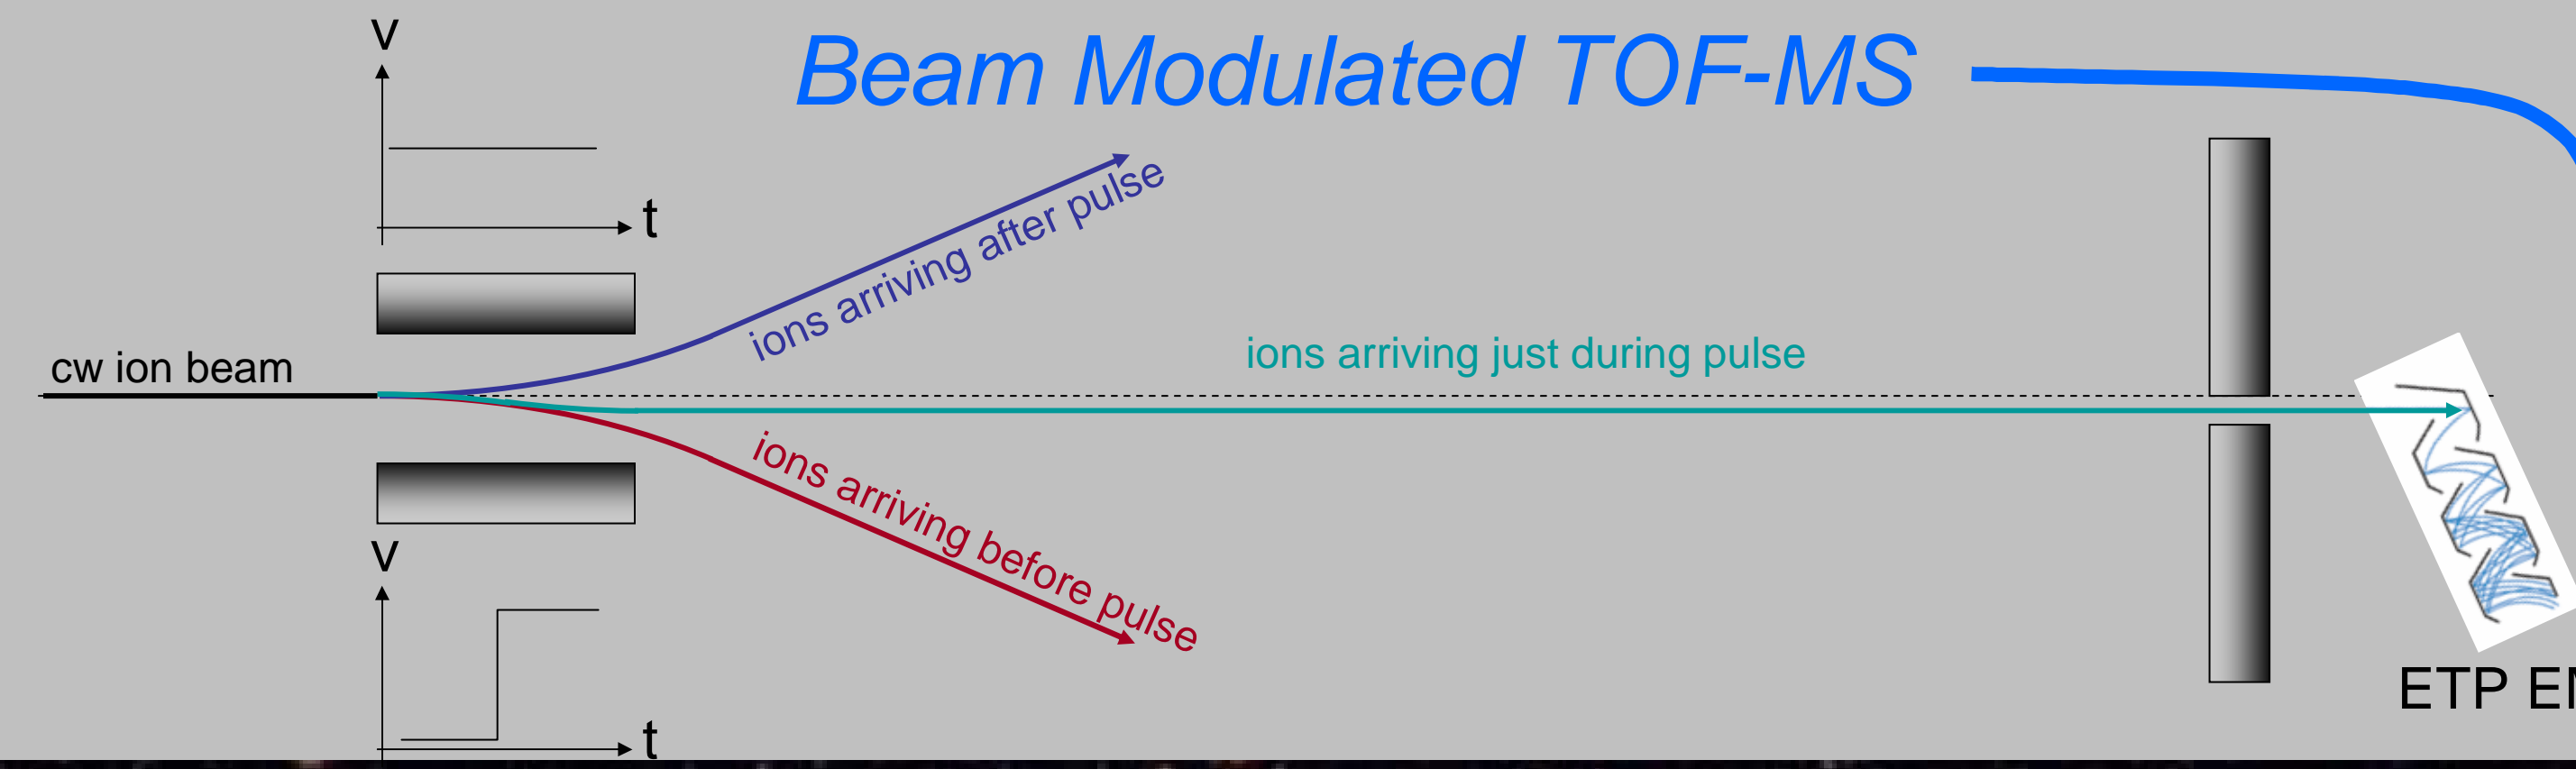 v
Beam Modulated TOF-MS
t
ions arriving after pulse
cw ion beam
ions arriving just during pulse
ions arriving before pulse
v
t
ETP